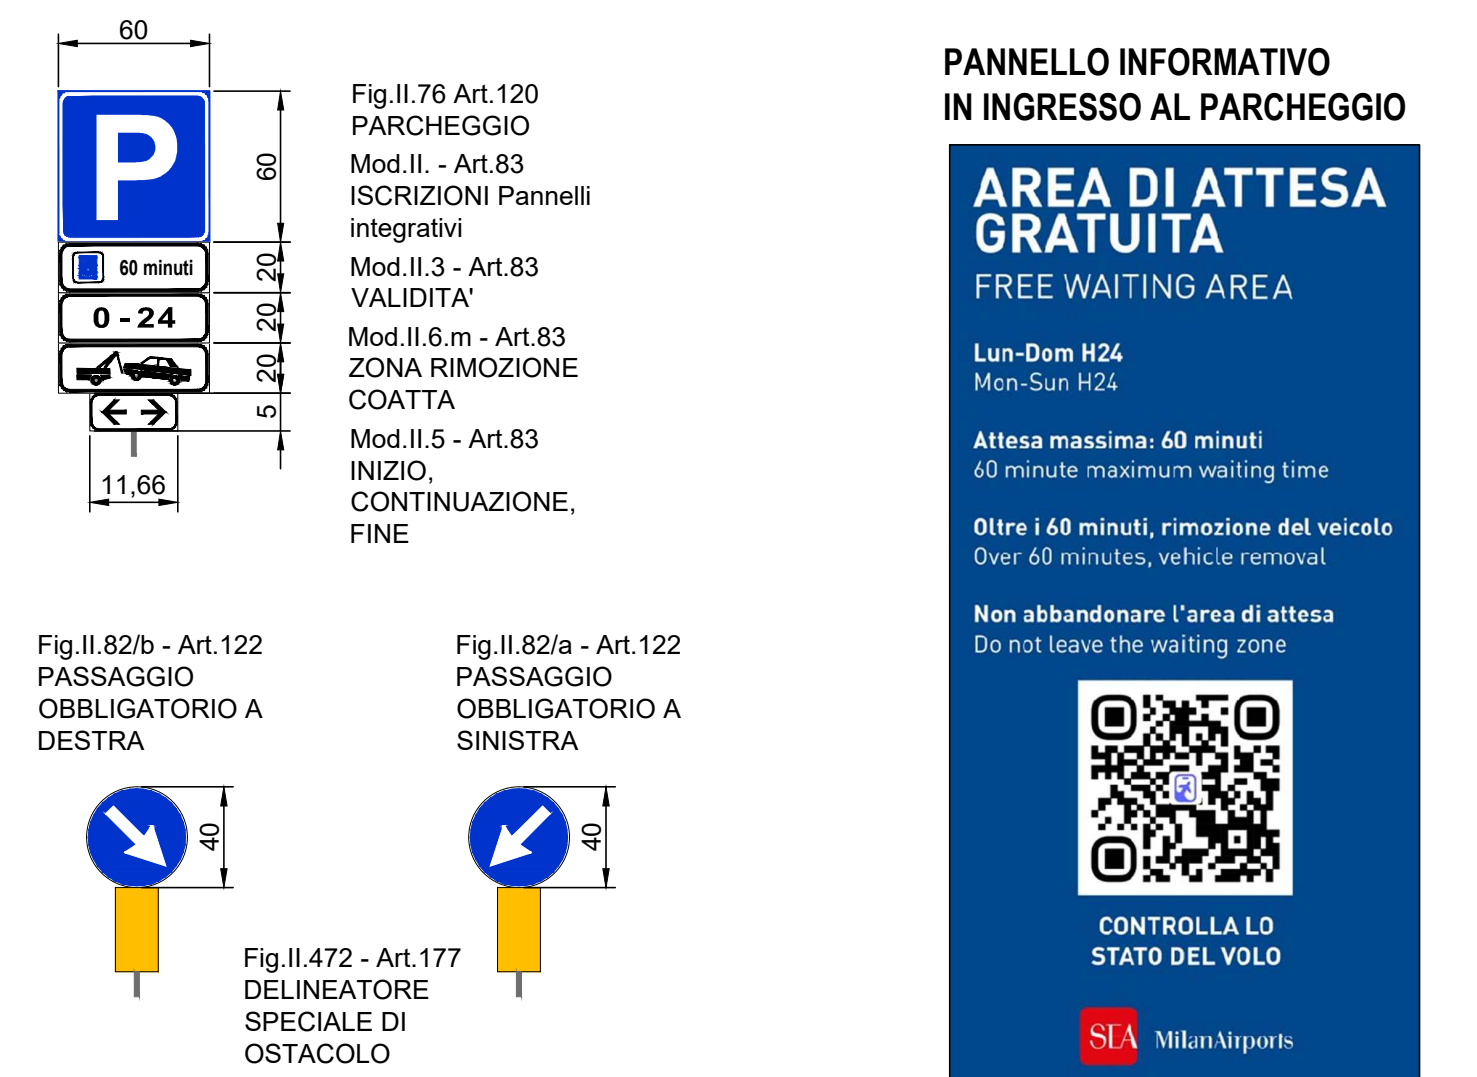 60
P
60
60 minuti
20
0 - 24
20
20
5
11,66
Fig.II.76 Art.120
PARCHEGGIO
Mod.II. - Art.83
ISCRIZIONI Pannelli
integrativi
Mod.II.3 - Art.83
VALIDITA'
Mod.II.6.m - Art.83
ZONA RIMOZIONE
COATTA
Mod.II.5 - Art.83
INIZIO,
CONTINUAZIONE,
FINE
Fig.II.82/b - Art.122
PASSAGGIO
OBBLIGATORIO A
DESTRA
40
Fig.II.82/a - Art.122
PASSAGGIO
OBBLIGATORIO A
SINISTRA
40
Fig.II.472 - Art.177
DELINEATORE
SPECIALE DI
OSTACOLO
PANNELLO INFORMATIVO
IN INGRESSO AL PARCHEGGIO
AREA DI ATTESA
GRATUITA
FREE WAITING AREA
Lun-Dom H24
Mon-Sun H24
Attesa massima: 60 minuti
60 minute maximum waiting time
Oltre i 60 minuti, rimozione del veicolo
Over 60 minutes, vehicle removal
Non abbandonare l'area di attesa
Do not leave the waiting zone
CONTROLLA LO
STATO DEL VOLO
SEA MilanAirports